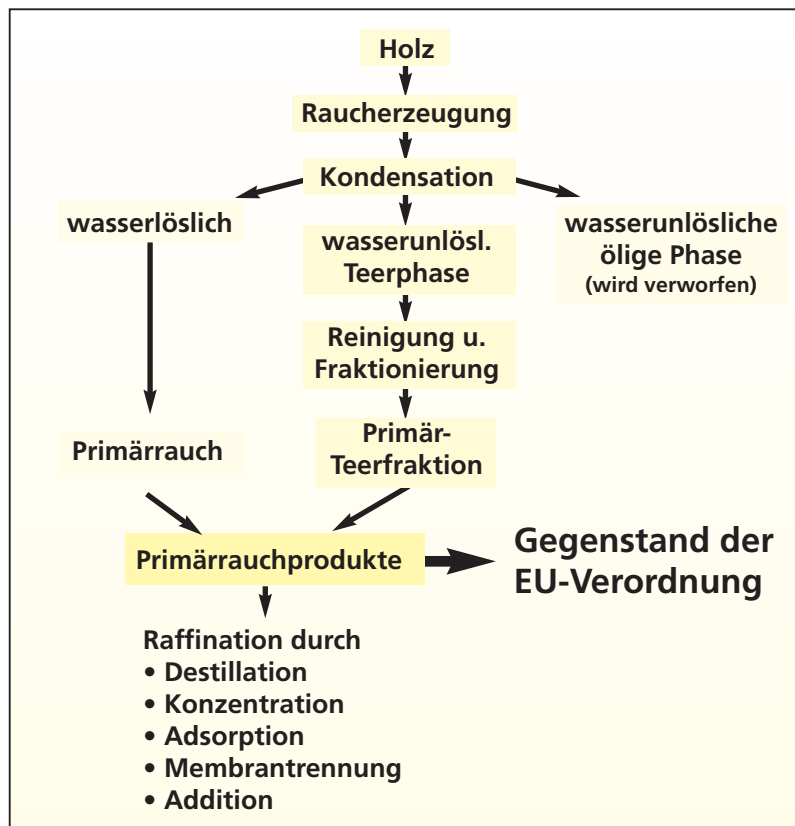 Holz
Raucherzeugung
Kondensation
wasserlöslich
wasserunlösl.
Teerphase
wasserunlösliche
ölige Phase
(wird verworfen)
Reinigung u.
Fraktionierung
Primärrauch
Primär-
Teerfraktion
Primärrauchprodukte
Gegenstand der
EU-Verordnung
Raffination durch
• Destillation
• Konzentration
• Adsorption
• Membrantrennung
• Addition